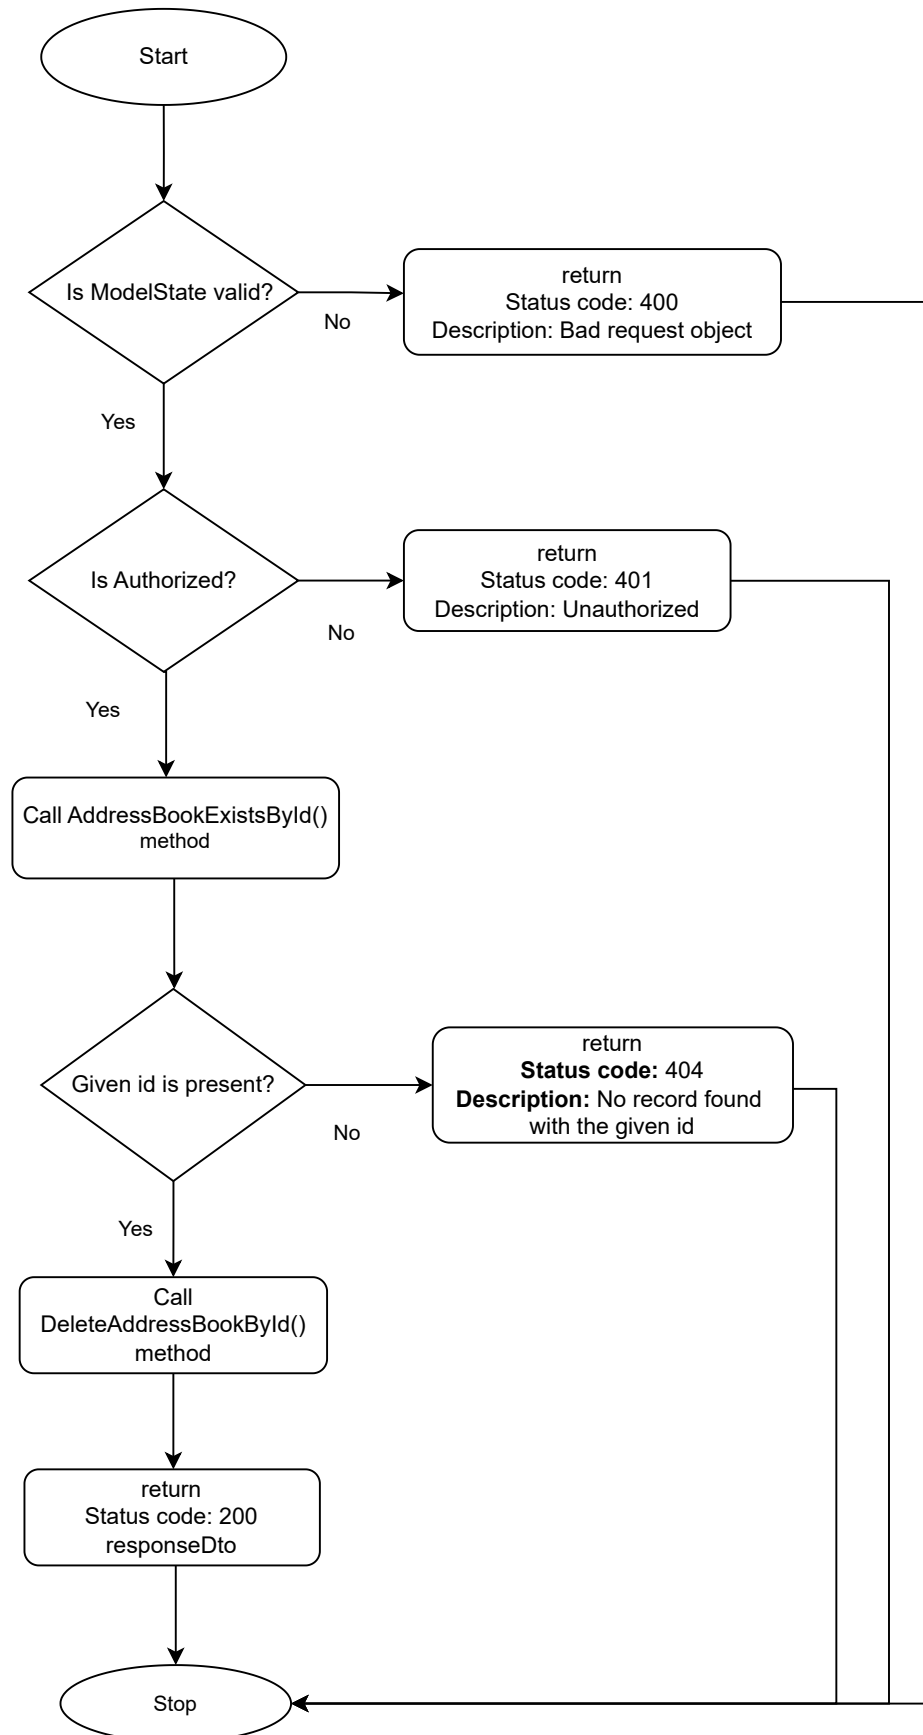 Start
Is ModelState valid?
No
return
Status code: 400
Description: Bad request object
Yes
Is Authorized?
No
return
Status code: 401
Description: Unauthorized
Yes
Call AddressBookExistsById()
method
Given id is present?
No
return
Status code: 404
Description: No record found
with the given id
Yes
Call
DeleteAddressBookById()
method
return
Status code: 200
responseDto
Stop